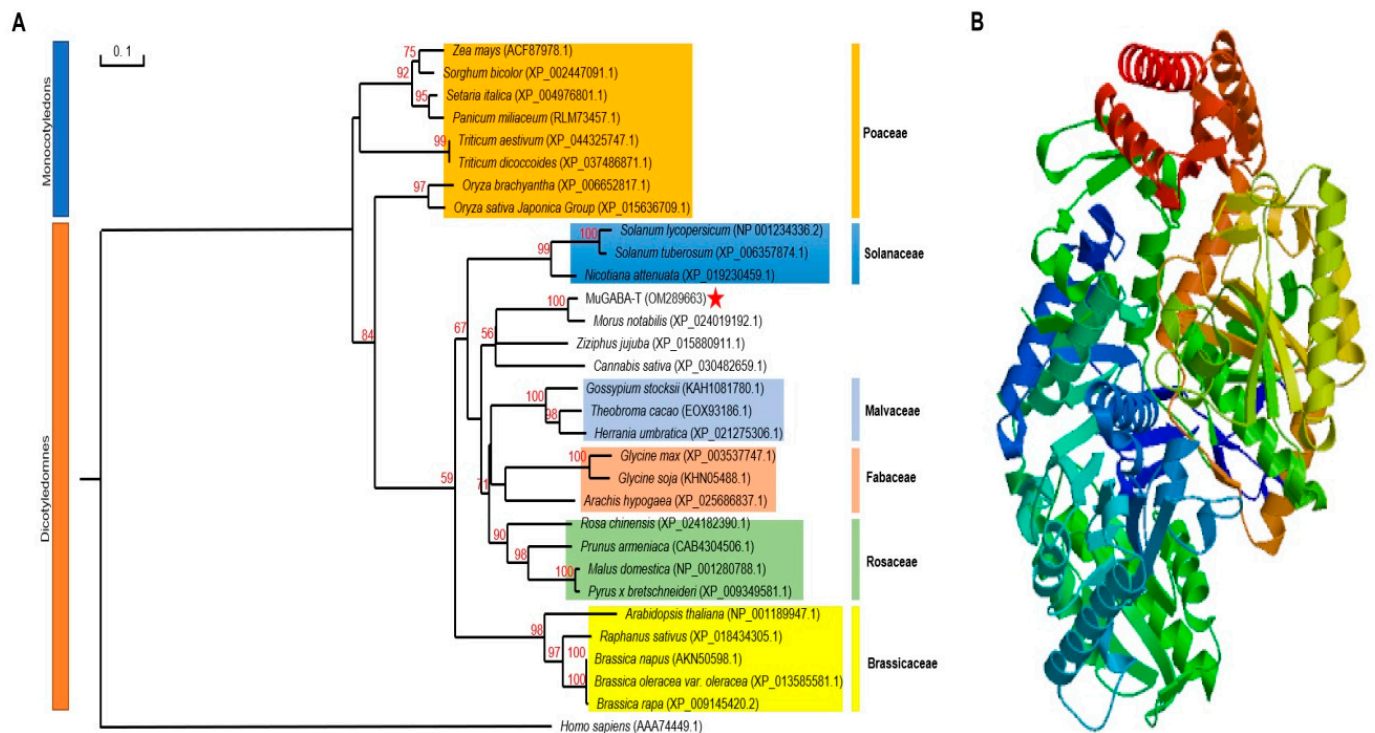 A
B
0. 1
Monocotyledons
Dicotyledomnes
75
Zea mays (ACF87978.1)
92
Sorghum bicolor (XP_002447091.1)
95
Setaria italica (XP_004976801.1)
Panicum miliaceum (RLM73457.1)
Poaceae
99
Triticum aestivum (XP_044325747.1)
Triticum dicoccoides (XP_037486871.1)
97
Oryza brachyantha (XP_006652817.1)
Oryza sativa Japonica Group (XP_015636709.1)
100
Solanum lycopersicum (NP 001234336.2)
99
Solanum tuberosum (XP_006357874.1)
Solanaceae
Nicotiana attenuata (XP_019230459.1)
100
MuGABA-T (OM289663)
Morus notabilis (XP_024019192.1)
84
67
56
Ziziphus jujuba (XP_015880911.1)
Cannabis sativa (XP_030482659.1)
100
Gossypium stocksii (KAH1081780.1)
98
Theobroma cacao (EOX93186.1)
Malvaceae
Herrania umbratica (XP_021275306.1)
100
Glycine max (XP_003537747.1)
59
71
Glycine soja (KHN05488.1)
Fabaceae
Arachis hypogaea (XP_025686837.1)
90
Rosa chinensis (XP_024182390.1)
98
Prunus armeniaca (CAB4304506.1)
100
Malus domestica (NP_001280788.1)
Rosaceae
Pyrus x bretschneideri (XP_009349581.1)
98
Arabidopsis thaliana (NP_001189947.1)
97
Raphanus sativus (XP_018434305.1)
100
Brassica napus (AKN50598.1)
Brassicaceae
100
Brassica oleracea var. oleracea (XP_013585581.1)
Brassica rapa (XP_009145420.2)
Homo sapiens (AAA74449.1)